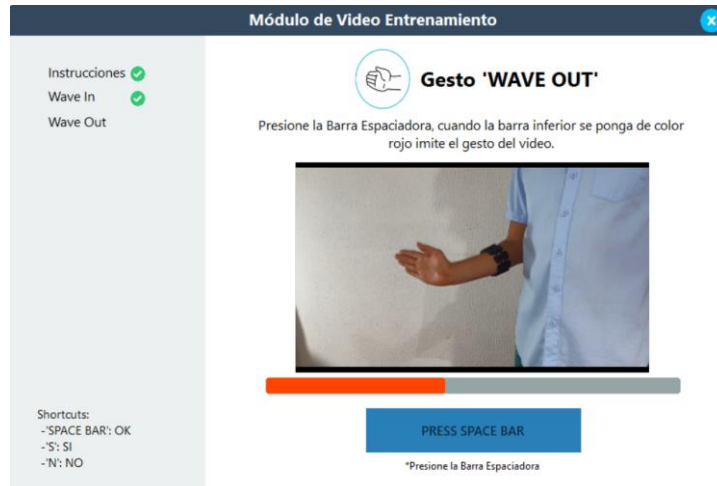 Módulo de Video Entrenamiento
Instrucciones
Wave In
Wave Out
Gesto 'WAVE OUT'
Presione la Barra Espaciadora, cuando la barra inferior se ponga de color
rojo imite el gesto del video.
Shortcuts:
-'SPACE BAR': OK
-'S': SI
-'N': NO
PRESS SPACE BAR
*Presione la Barra Espaciadora